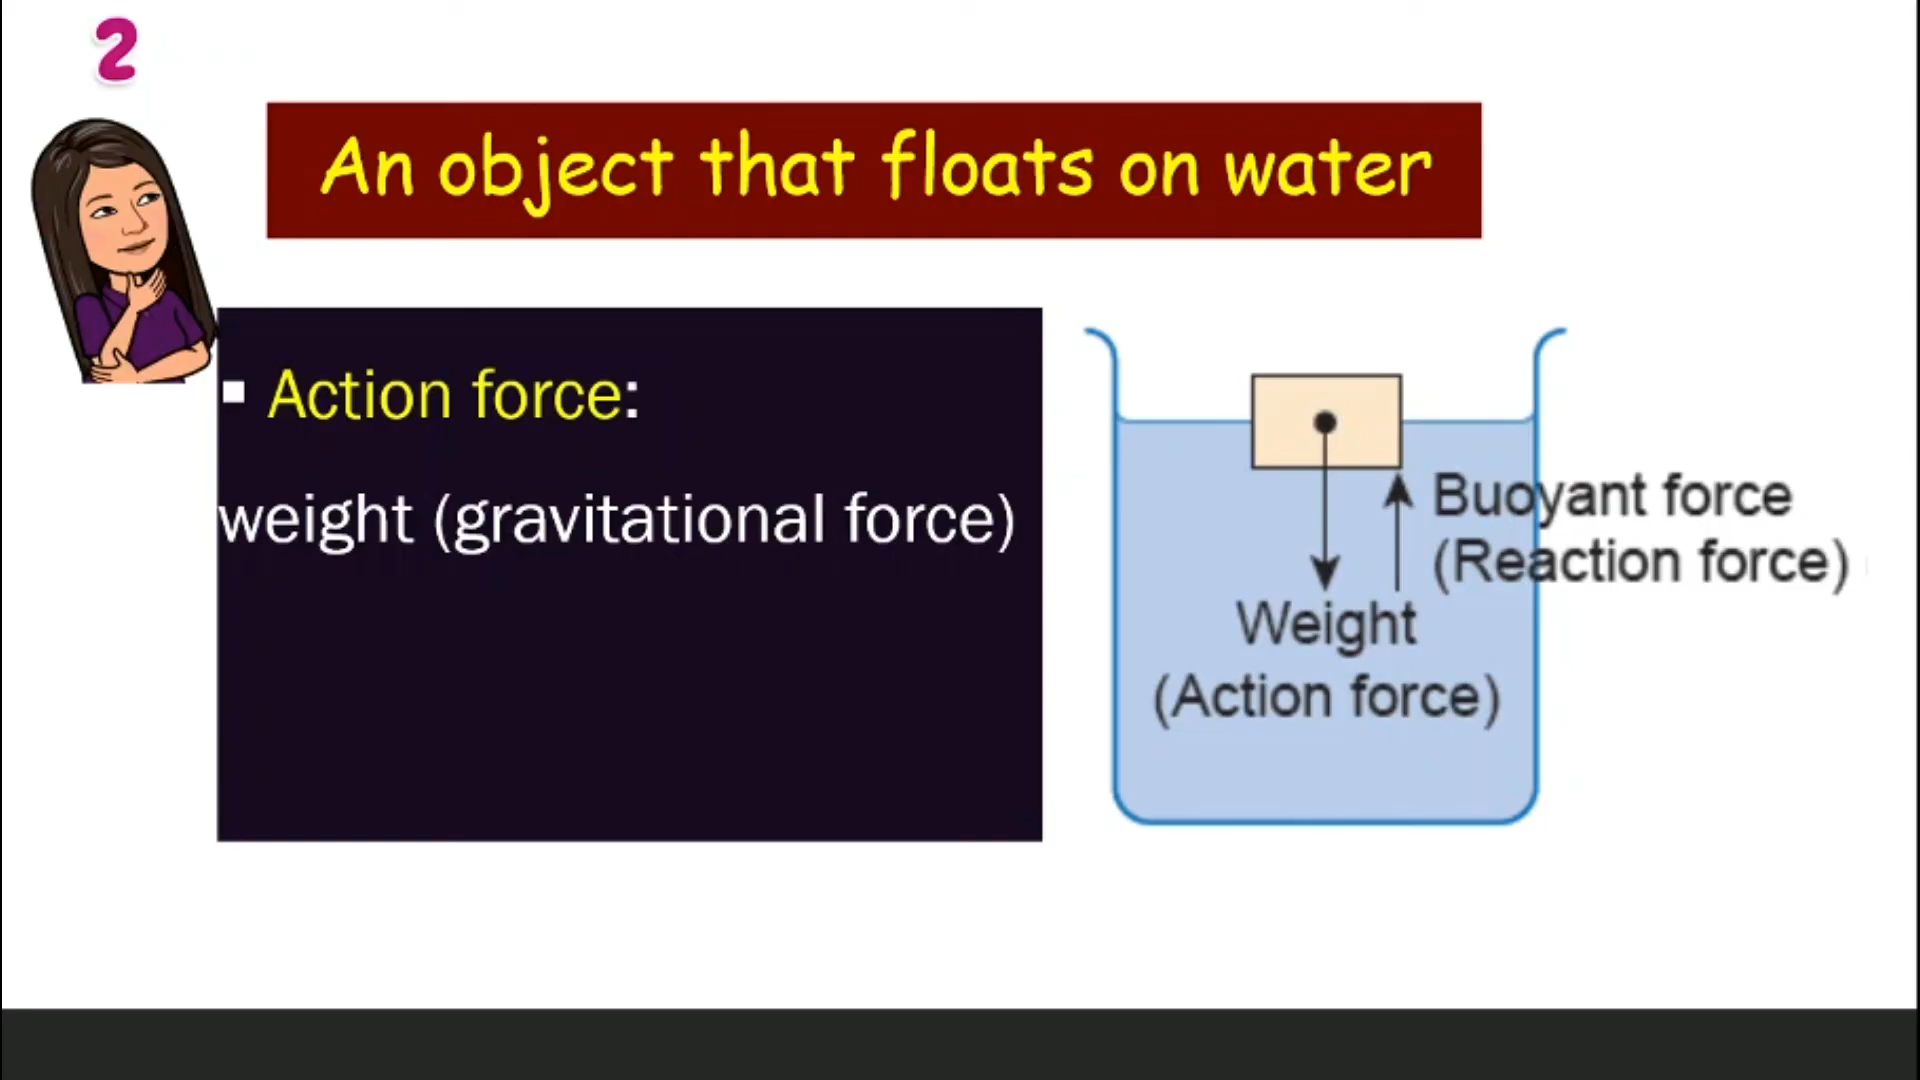 2
An object that floats on water
▪ Action force:
weight (gravitational force)
Buoyant force
(Reaction force)
Weight
(Action force)